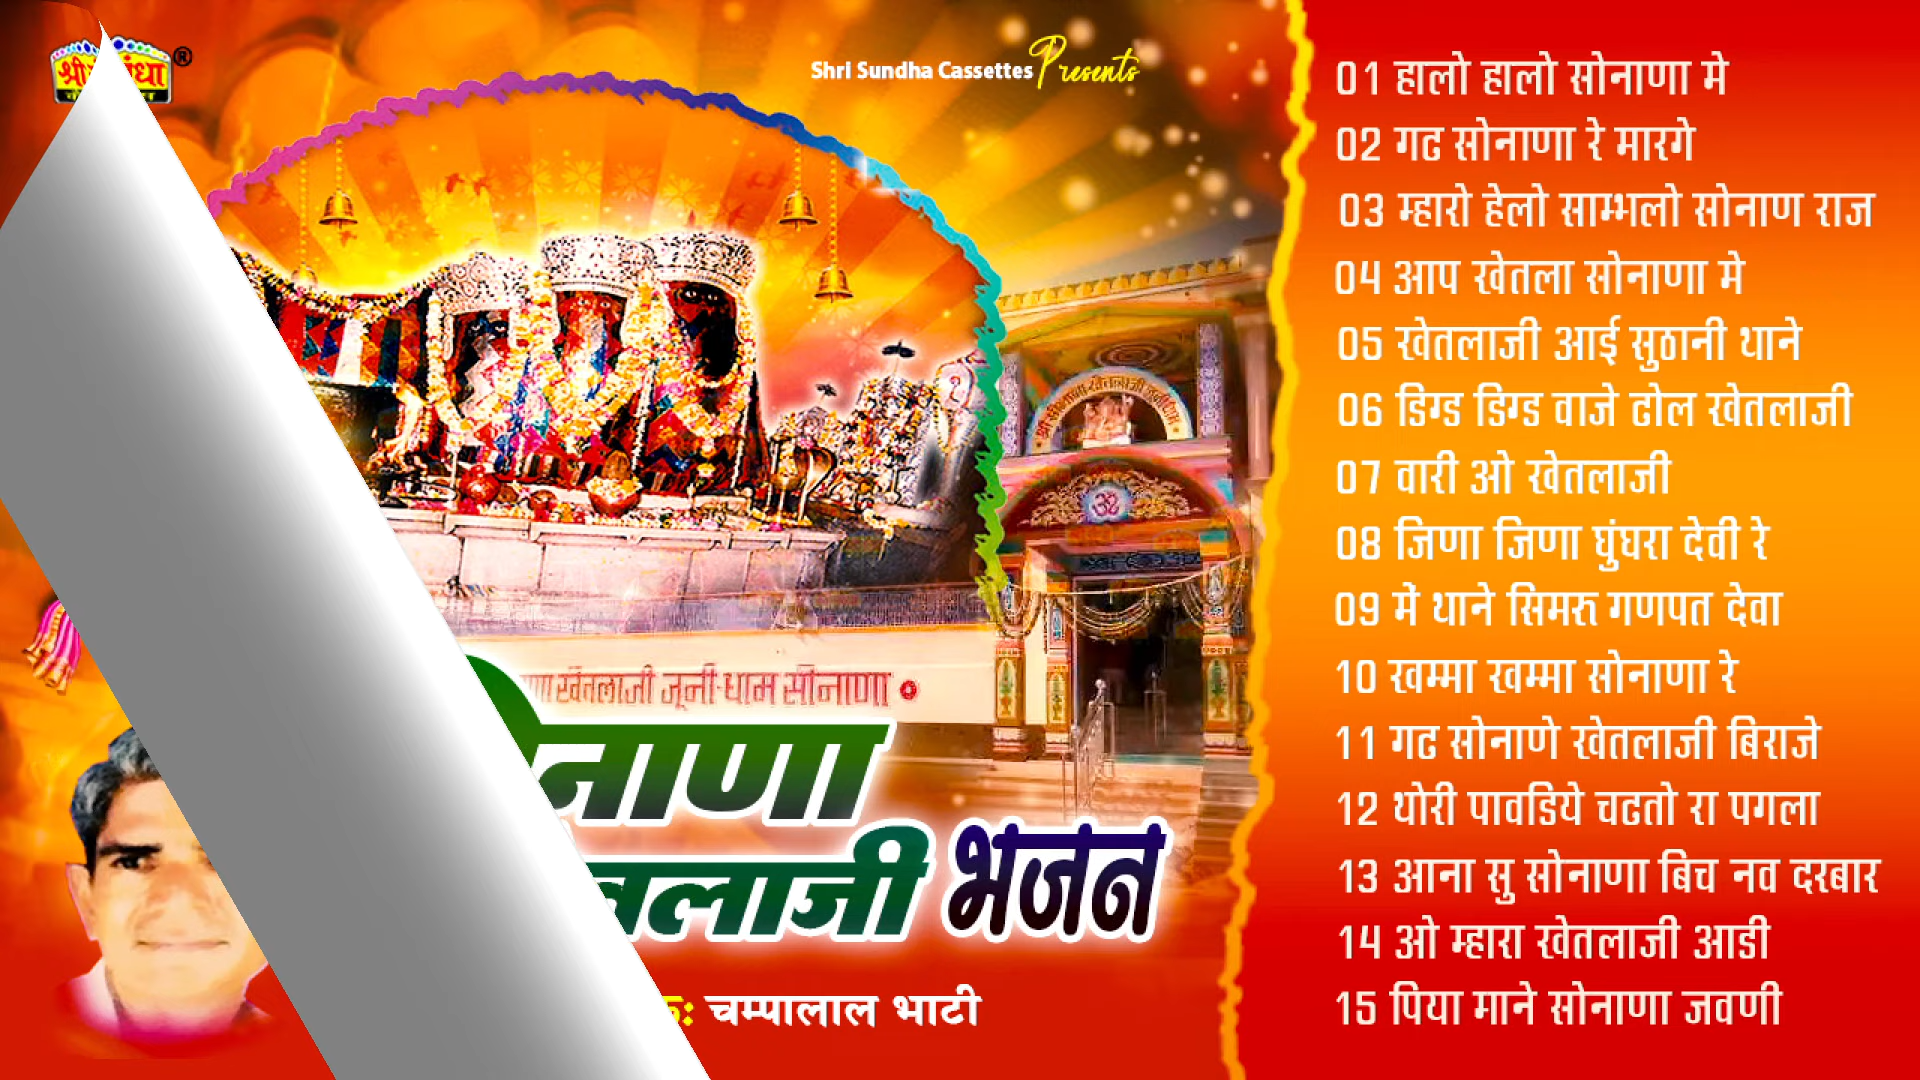 Shri Sundha Cassettes Presents
खेतलाजी जूनी धाम सोनाणा
भजन
चम्पालाल भाटी
01 हालो हालो सोनाणा मे
02 गढ सोनाणा रे मारगे
03 म्हारो हेलो साम्भलो सोनाण राज
04 आप खेतला सोनाणा मे
05 खेतलाजी आई सुठानी थाने
06 डिग्ड डिग्ड वाजे ढोल खेतलाजी
07 वारी ओ खेतलाजी
08 जिणा जिणा घुंघरा देवी रे
09 में थाने सिमरु गणपत देवा
10 खम्मा खम्मा सोनाणा रे
11 गढ सोनाणे खेतलाजी बिराजे
12 थोरी पावडिये चढतो रा पगला
13 आना सु सोनाणा बिच नव दरबार
14 ओ म्हारा खेतलाजी आडी
15 पिया माने सोनाणा जवणी